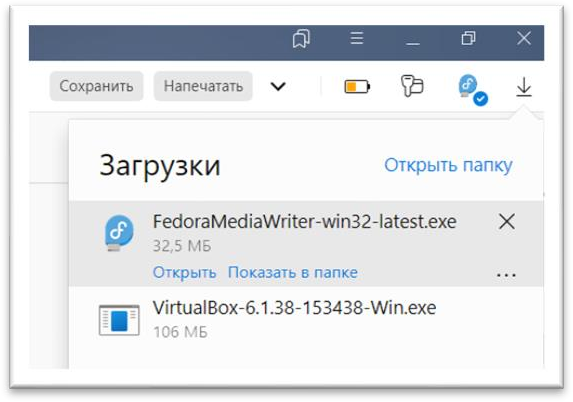 Сохранить Напечатать
Загрузки Открыть папку
FedoraMediaWriter-win32-latest.exe
32,5 МБ
Открыть Показать в папке
VirtualBox-6.1.38-153438-Win.exe
106 МБ